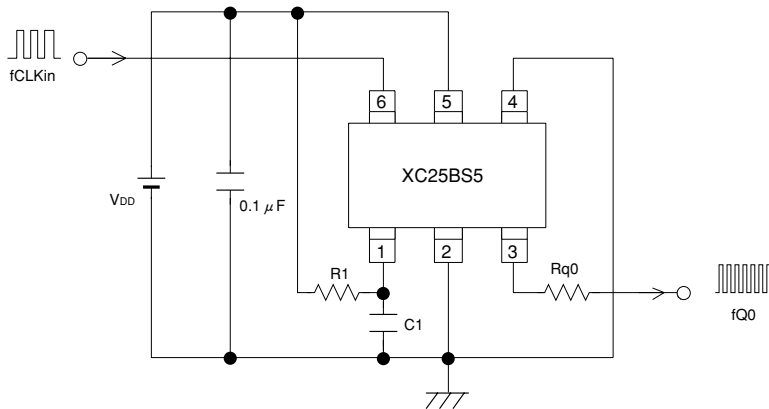 fCLKin
6
5
4
XC25BS5
VDD
0.1 μF
1
2
3
R1
Rq0
C1
fQ0